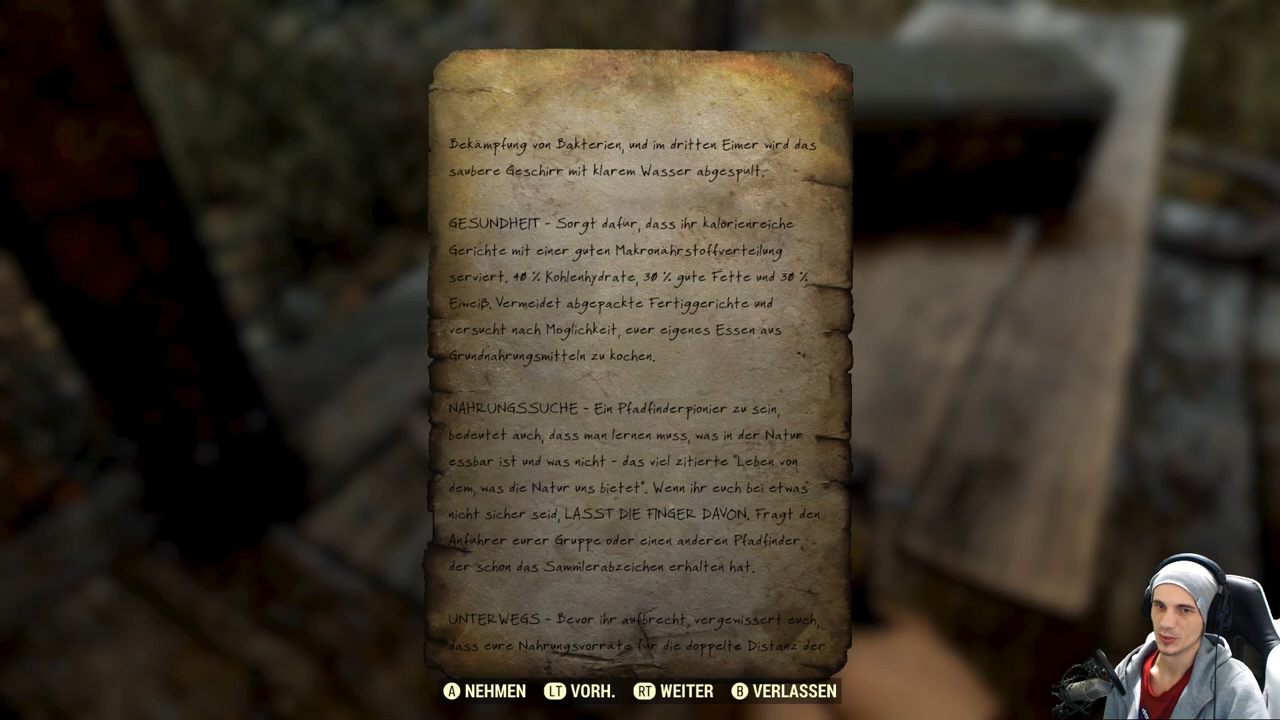 Bekämpfung von Bakterien, und im dritten Eimer wird das
saubere Geschirr mit klarem Wasser abgespült.
GESUNDHEIT - Sorgt dafür, dass ihr kalorienreiche
Gerichte mit einer guten Makronährstoffverteilung
serviert. 40 % Kohlenhydrate, 30 % gute Fette und 30 %
Eiweiß. Vermeidet abgepackte Fertiggerichte und
versucht nach Möglichkeit, euer eigenes Essen aus
Grundnahrungsmitteln zu kochen.
NAHRUNGSSUCHE - Ein Pfadfinderpionier zu sein,
bedeutet auch, dass man lernen muss, was in der Natur
essbar ist und was nicht - das viel zitierte "Leben von
dem, was die Natur uns bietet". Wenn ihr euch bei etwas
nicht sicher seid, LASST DIE FINGER DAVON. Fragt den
Anführer eurer Gruppe oder einen anderen Pfadfinder,
der schon das Sammlerabzeichen erhalten hat.
UNTERWEGS - Bevor ihr aufbrecht, vergewissert euch,
dass eure Nahrungsvorräte für die doppelte Distanz der
A NEHMEN LT VORH. RT WEITER B VERLASSEN